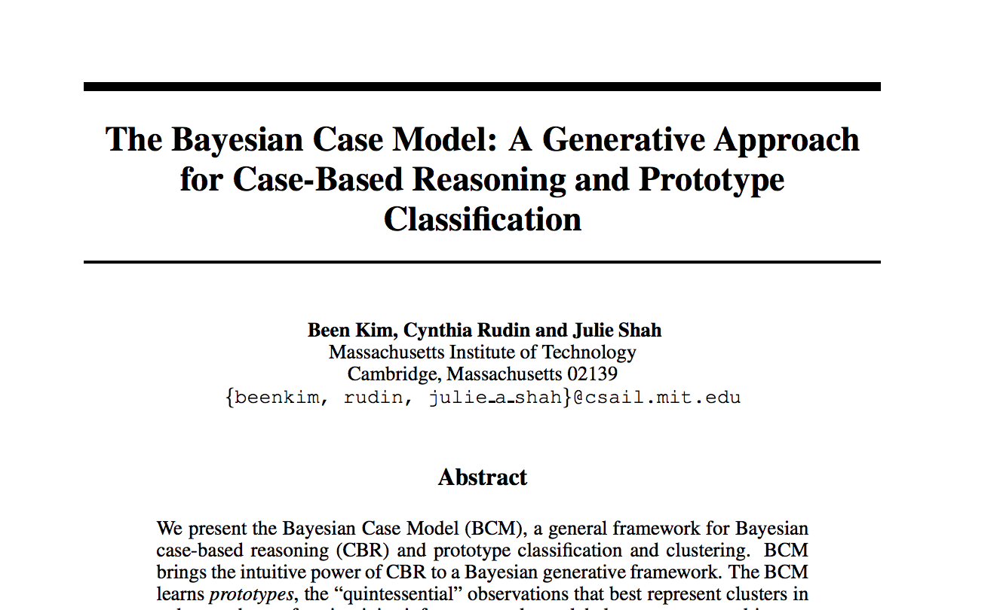 The Bayesian Case Model: A Generative Approach
for Case-Based Reasoning and Prototype
Classification
Been Kim, Cynthia Rudin and Julie Shah
Massachusetts Institute of Technology
Cambridge, Massachusetts 02139
{beenkim, rudin, julie_a_shah}@csail.mit.edu
Abstract
We present the Bayesian Case Model (BCM), a general framework for Bayesian
case-based reasoning (CBR) and prototype classification and clustering. BCM
brings the intuitive power of CBR to a Bayesian generative framework. The BCM
learns prototypes, the “quintessential” observations that best represent clusters in